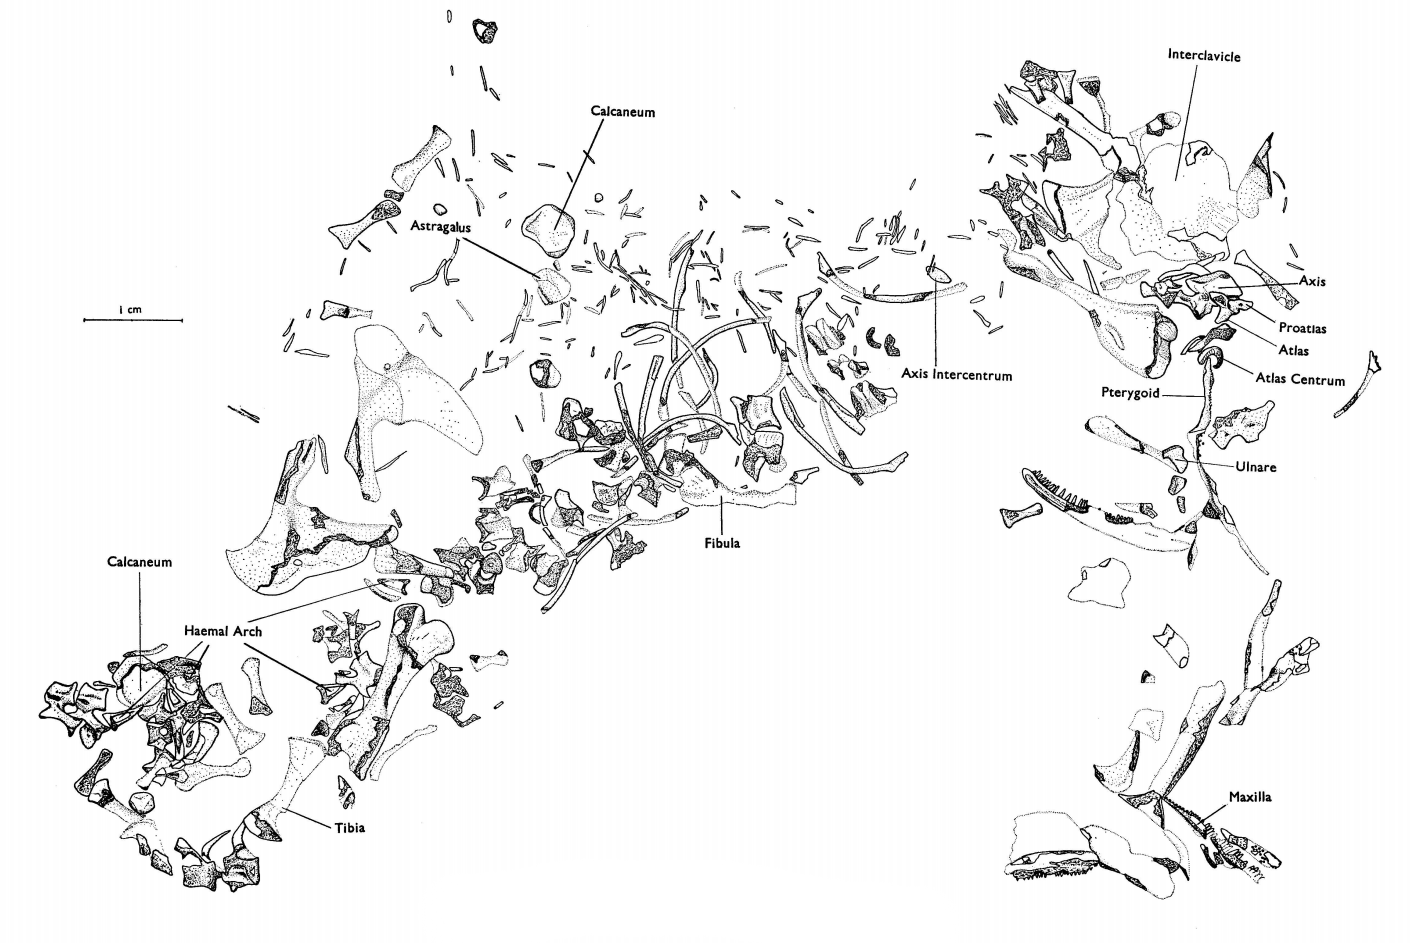 Interclavicle
Calcaneum
Astragalus
1 cm
Axis
Proatlas
Atlas
Axis Intercentrum
Atlas Centrum
Pterygoid
Ulnare
Fibula
Calcaneum
Haemal Arch
Maxilla
Tibia